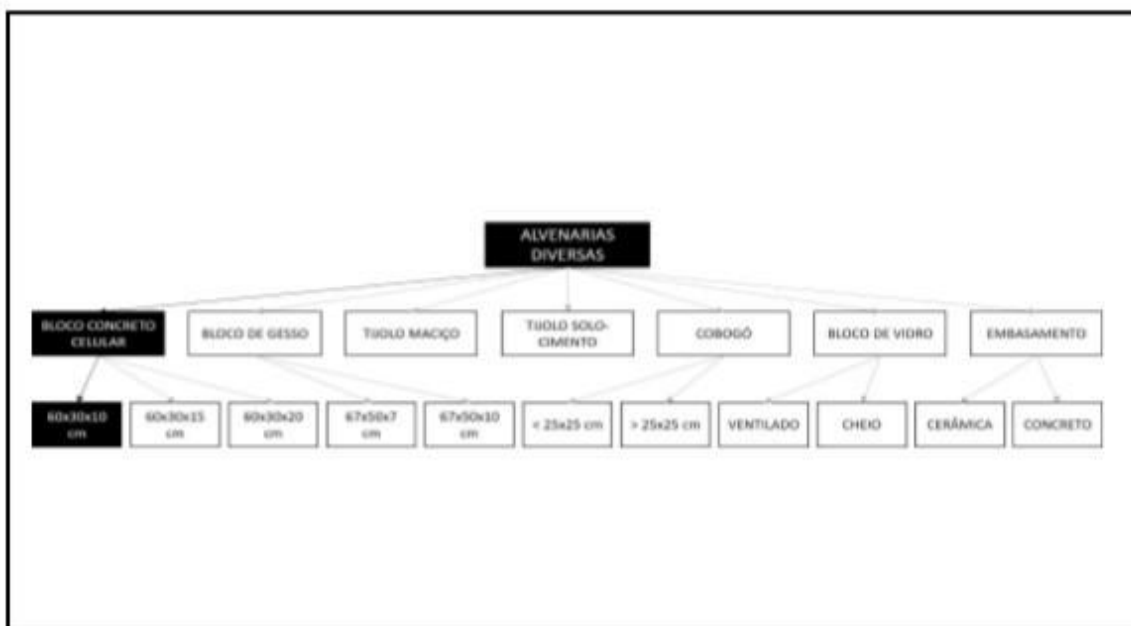 ALVENARIAS
DIVERSAS
BLOCO CONCRETO
CELULAR
BLOCO DE GESSO
TIJOLO MACIÇO
TIJOLO SOLO-
CIMENTO
COBOGÓ
BLOCO DE VIDRO
EMBASAMENTO
60x30x10
cm
60x30x15
cm
60x30x20
cm
67x50x7
cm
67x50x10
cm
< 25x25 cm
> 25x25 cm
VENTILADO
CHEIO
CERÂMICA
CONCRETO